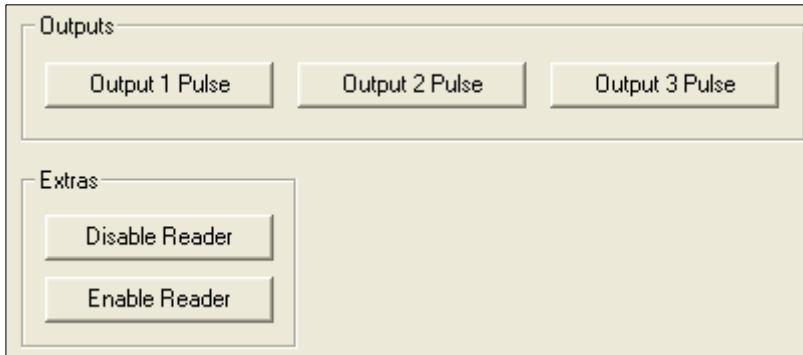 Outputs
Output 1 Pulse Output 2 Pulse Output 3 Pulse
Extras
Disable Reader
Enable Reader